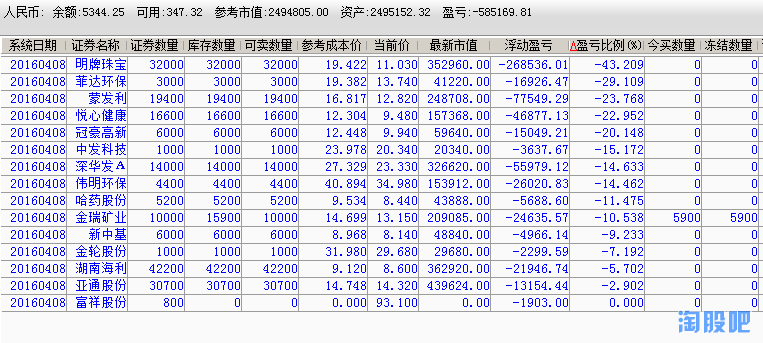 人民币: 余额:5344.25 可用:347.32 参考市值:2494805.00 资产:2495152.32 盈亏:-585169.81
系统日期 证券名称 证券数量 库存数量 可卖数量 参考成本价 当前价 最新市值 浮动盈亏 △盈亏比例(%) 今买数量 冻结数量
20160408 明牌珠宝 32000 32000 32000 19.422 11.030 352960.00 -268536.01 -43.209 0 0
20160408 菲达环保 3000 3000 3000 19.382 13.740 41220.00 -16926.47 -29.109 0 0
20160408 蒙发利 19400 19400 19400 16.817 12.820 248708.00 -77549.29 -23.768 0 0
20160408 悦心健康 16600 16600 16600 12.304 9.480 157368.00 -46877.13 -22.952 0 0
20160408 冠豪高新 6000 6000 6000 12.448 9.940 59640.00 -15049.21 -20.148 0 0
20160408 中发科技 1000 1000 1000 23.978 20.340 20340.00 -3637.67 -15.172 0 0
20160408 深华发A 14000 14000 14000 27.329 23.330 326620.00 -55979.12 -14.633 0 0
20160408 伟明环保 4400 4400 4400 40.894 34.980 153912.00 -26020.83 -14.462 0 0
20160408 哈药股份 5200 5200 5200 9.534 8.440 43888.00 -5688.60 -11.475 0 0
20160408 金瑞矿业 10000 15900 10000 14.699 13.150 209085.00 -24635.57 -10.538 5900 5900
20160408 新中基 6000 6000 6000 8.968 8.140 48840.00 -4966.14 -9.233 0 0
20160408 金轮股份 1000 1000 1000 31.980 29.680 29680.00 -2299.59 -7.192 0 0
20160408 湖南海利 42200 42200 42200 9.120 8.600 362920.00 -21946.74 -5.702 0 0
20160408 亚通股份 30700 30700 30700 14.748 14.320 439624.00 -13154.44 -2.902 0 0
20160408 富祥股份 800 0 0 0.000 93.100 0.00 -1903.00 0.000 0 0
淘股吧